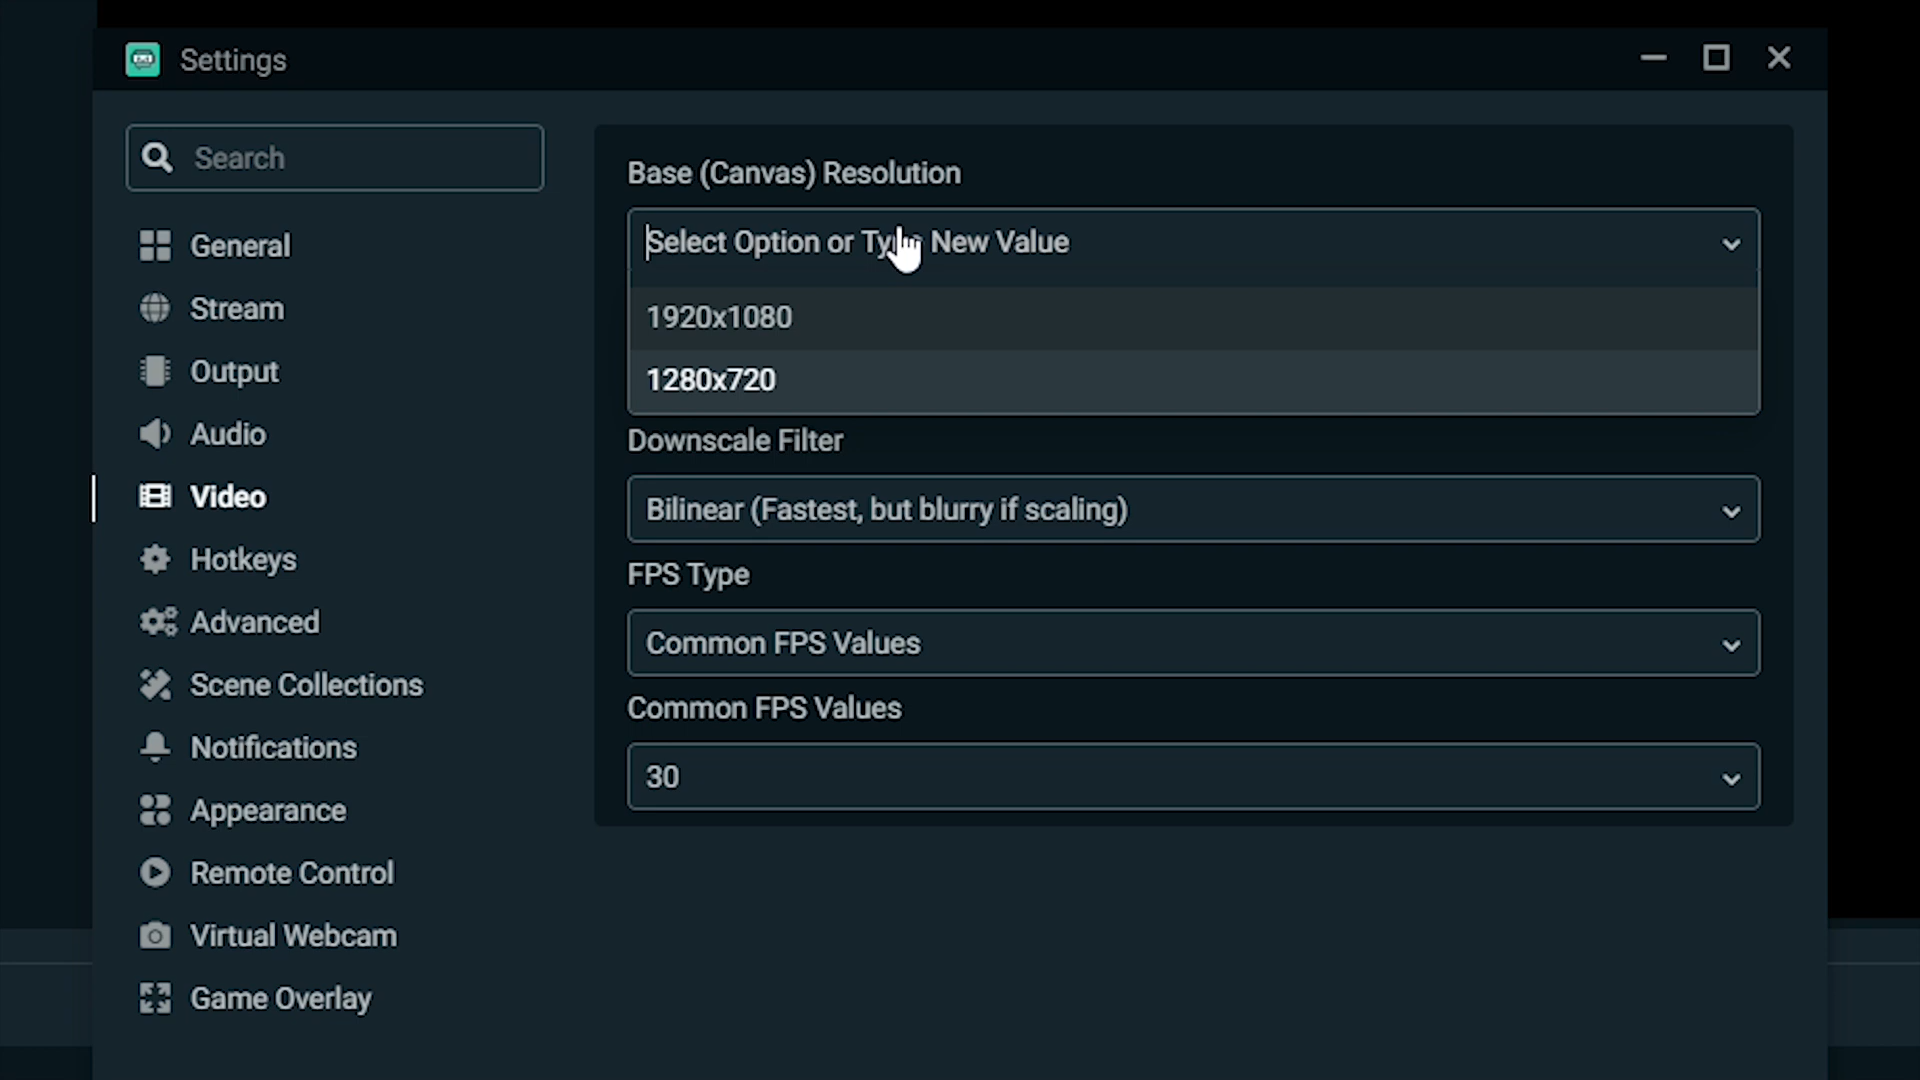 Settings
Search
General
Stream
Output
Audio
Video
Hotkeys
Advanced
Scene Collections
Notifications
Appearance
Remote Control
Virtual Webcam
Game Overlay
Base (Canvas) Resolution
Select Option or Type New Value
1920x1080
1280x720
Downscale Filter
Bilinear (Fastest, but blurry if scaling)
FPS Type
Common FPS Values
Common FPS Values
30